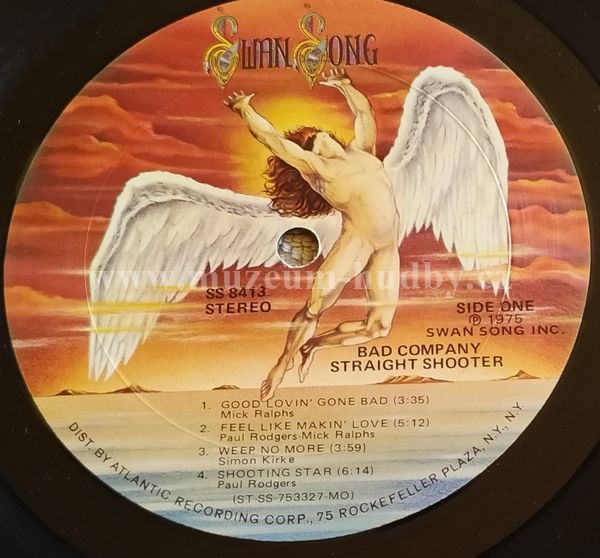 SWAN SONG
www.muzeum-hudby.cz
SS 8413
STEREO
SIDE ONE
℗ 1975
SWAN SONG INC.
BAD COMPANY
STRAIGHT SHOOTER
1. GOOD LOVIN' GONE BAD (3:35)
Mick Ralphs
2. FEEL LIKE MAKIN' LOVE (5:12)
Paul Rodgers-Mick Ralphs
3. WEEP NO MORE (3:59)
Simon Kirke
4. SHOOTING STAR (6:14)
Paul Rodgers
(ST-SS-753327-MO)
DIST. BY ATLANTIC RECORDING CORP., 75 ROCKEFELLER PLAZA, N.Y., N.Y.